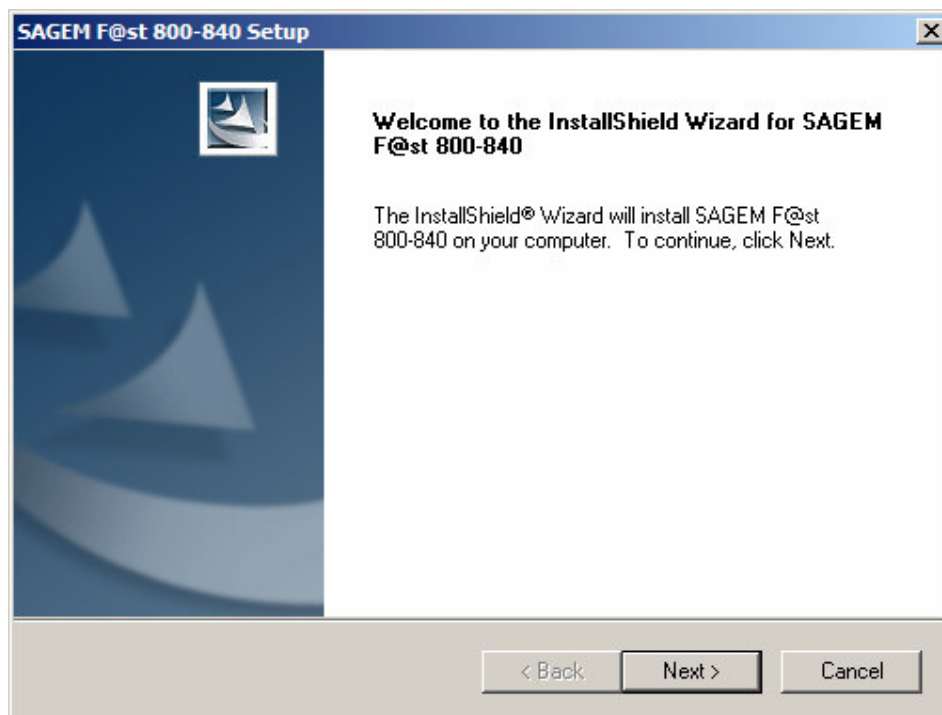 SAGEM F@st 800-840 Setup
Welcome to the InstallShield Wizard for SAGEM
F@st 800-840
The InstallShield® Wizard will install SAGEM F@st
800-840 on your computer. To continue, click Next.
< Back Next > Cancel